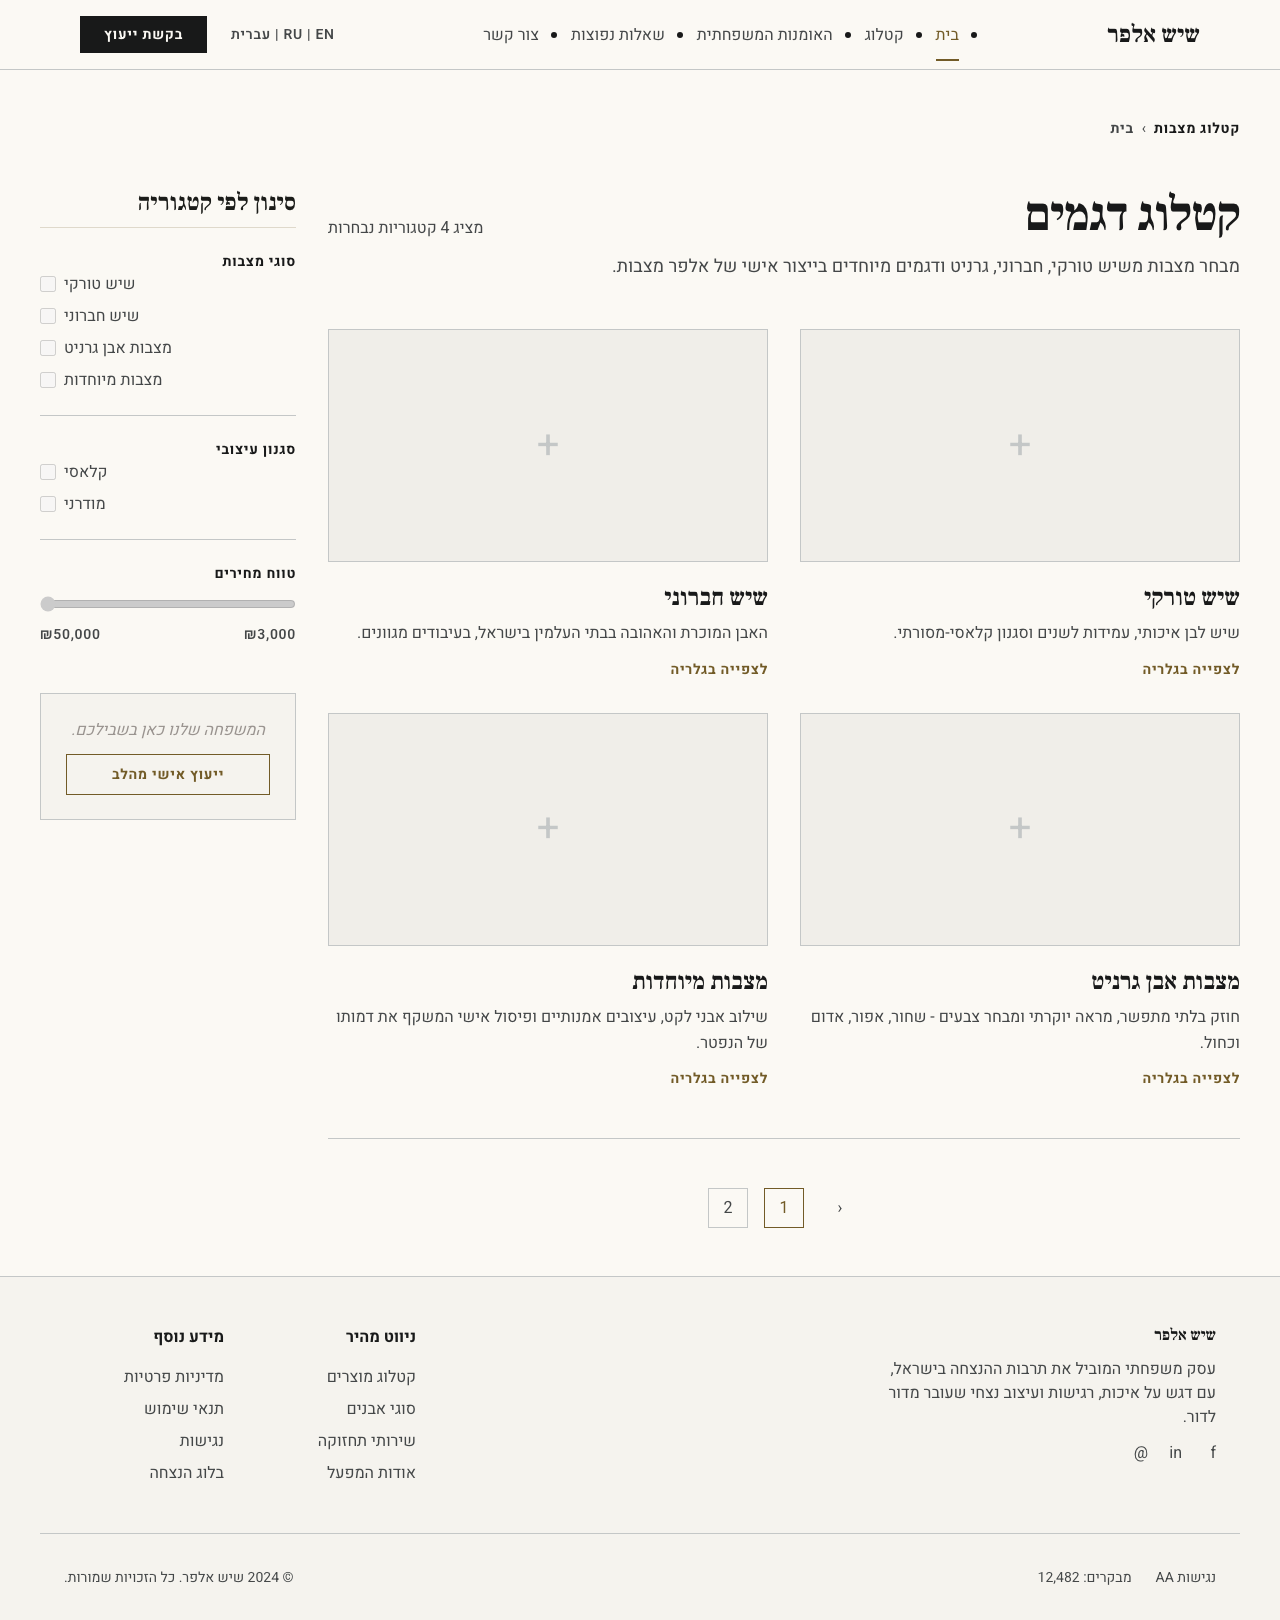 שיש אלפר
בית
קטלוג
האומנות המשפחתית
שאלות נפוצות
צור קשר
עברית | RU | EN
בקשת ייעוץ
קטלוג מצבות › בית
קטלוג דגמים
מבחר מצבות משיש טורקי, חברוני, גרניט ודגמים מיוחדים בייצור אישי של אלפר מצבות.
מציג 4 קטגוריות נבחרות
שיש טורקי
שיש לבן איכותי, עמידות לשנים וסגנון קלאסי-מסורתי.
לצפייה בגלריה
שיש חברוני
האבן המוכרת והאהובה בבתי העלמין בישראל, בעיבודים מגוונים.
לצפייה בגלריה
מצבות אבן גרניט
חוזק בלתי מתפשר, מראה יוקרתי ומבחר צבעים - שחור, אפור, אדום
וכחול.
לצפייה בגלריה
מצבות מיוחדות
שילוב אבני לקט, עיצובים אמנותיים ופיסול אישי המשקף את דמותו
של הנפטר.
לצפייה בגלריה
‹
1
2
סינון לפי קטגוריה
סוגי מצבות
שיש טורקי
שיש חברוני
מצבות אבן גרניט
מצבות מיוחדות
סגנון עיצובי
קלאסי
מודרני
טווח מחירים
₪3,000
₪50,000
המשפחה שלנו כאן בשבילכם.
ייעוץ אישי מהלב
שיש אלפר
עסק משפחתי המוביל את תרבות ההנצחה בישראל,
עם דגש על איכות, רגישות ועיצוב נצחי שעובר מדור
לדור.
f
in
@
ניווט מהיר
קטלוג מוצרים
סוגי אבנים
שירותי תחזוקה
אודות המפעל
מידע נוסף
מדיניות פרטיות
תנאי שימוש
נגישות
בלוג הנצחה
נגישות AA
מבקרים: 12,482
© 2024 שיש אלפר. כל הזכויות שמורות.